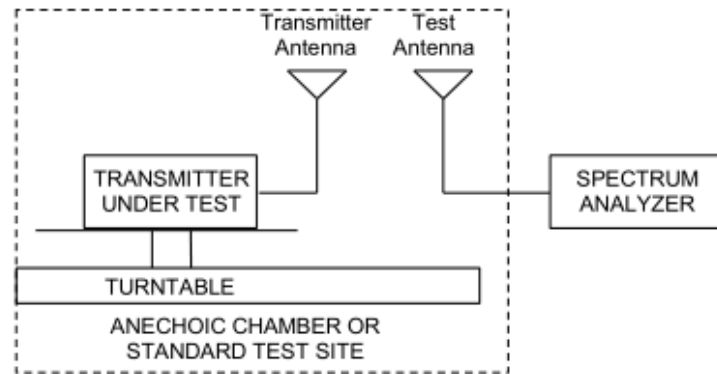 Transmitter
Antenna
Test
Antenna
TRANSMITTER
UNDER TEST
SPECTRUM
ANALYZER
TURNTABLE
ANECHOIC CHAMBER OR
STANDARD TEST SITE